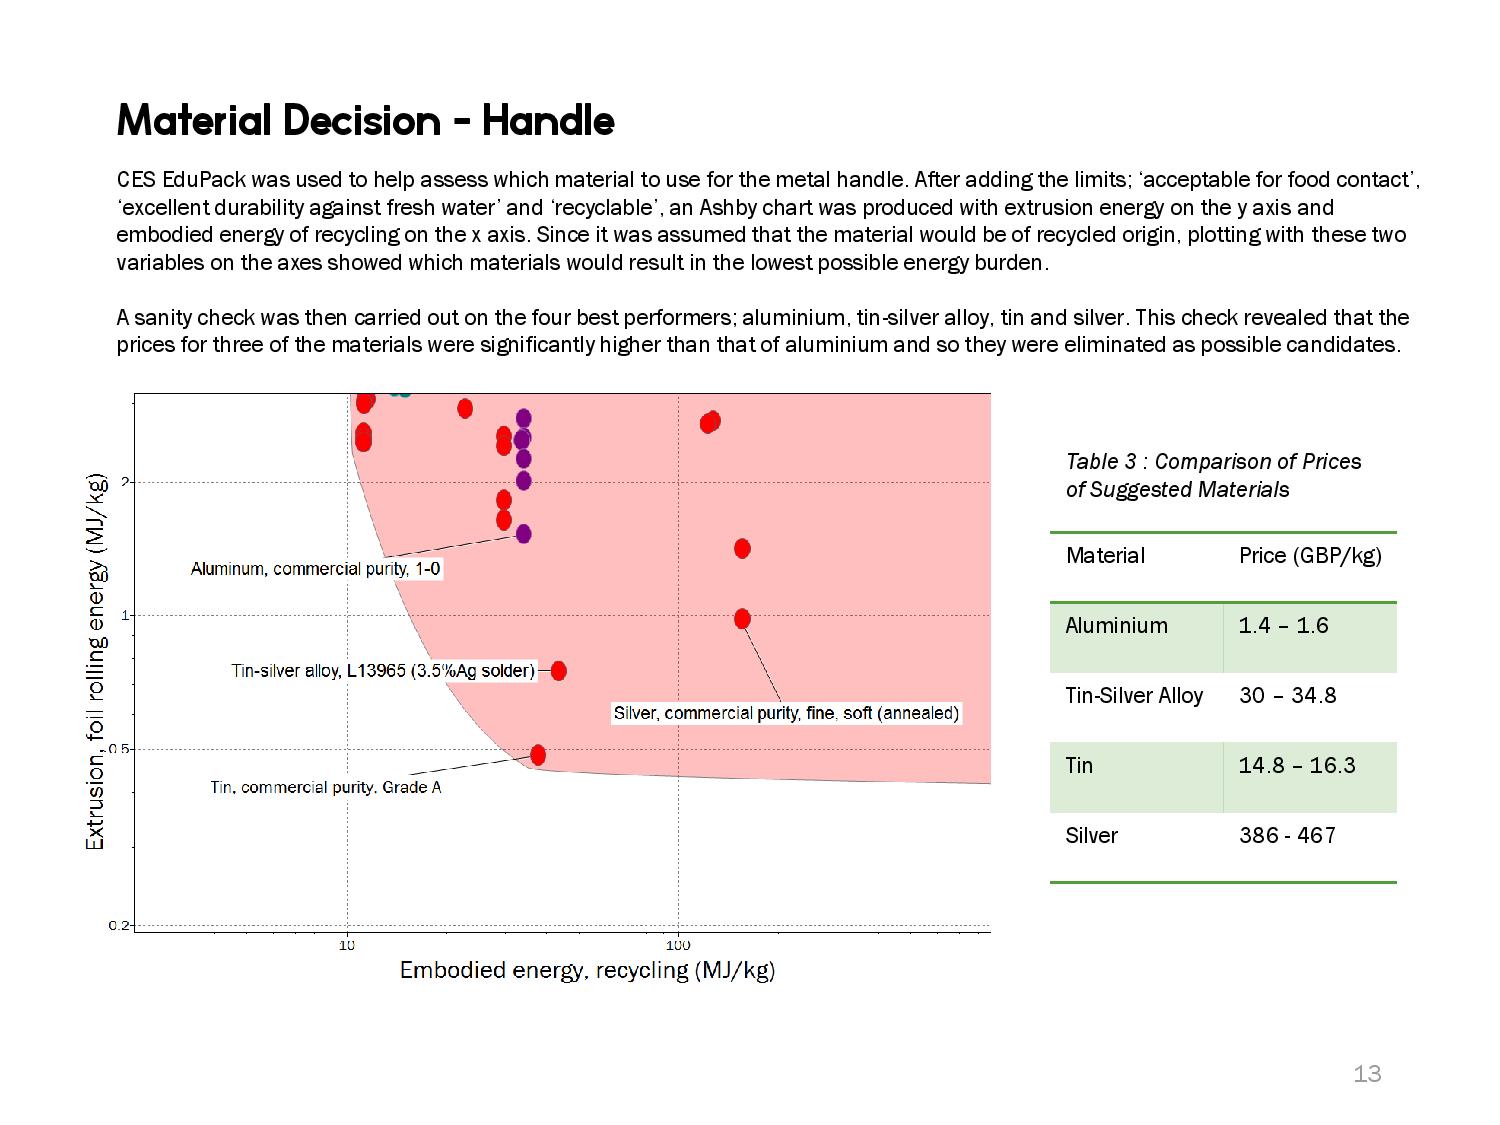 Material Decision - Handle
CES EduPack was used to help assess which material to use for the metal handle. After adding the limits; ‘acceptable for food contact’,
‘excellent durability against fresh water’ and ‘recyclable’, an Ashby chart was produced with extrusion energy on the y axis and
embodied energy of recycling on the x axis. Since it was assumed that the material would be of recycled origin, plotting with these two
variables on the axes showed which materials would result in the lowest possible energy burden.
A sanity check was then carried out on the four best performers; aluminium, tin-silver alloy, tin and silver. This check revealed that the
prices for three of the materials were significantly higher than that of aluminium and so they were eliminated as possible candidates.
Extrusion, foil rolling energy (MJ/kg)
2
1
0.5
0.2
Aluminum, commercial purity, 1-0
Tin-silver alloy, L13965 (3.5%Ag solder)
Silver, commercial purity, fine, soft (annealed)
Tin, commercial purity. Grade A
10
100
Embodied energy, recycling (MJ/kg)
Table 3 : Comparison of Prices
of Suggested Materials
Material Price (GBP/kg)
Aluminium 1.4 – 1.6
Tin-Silver Alloy 30 – 34.8
Tin 14.8 – 16.3
Silver 386 - 467
13